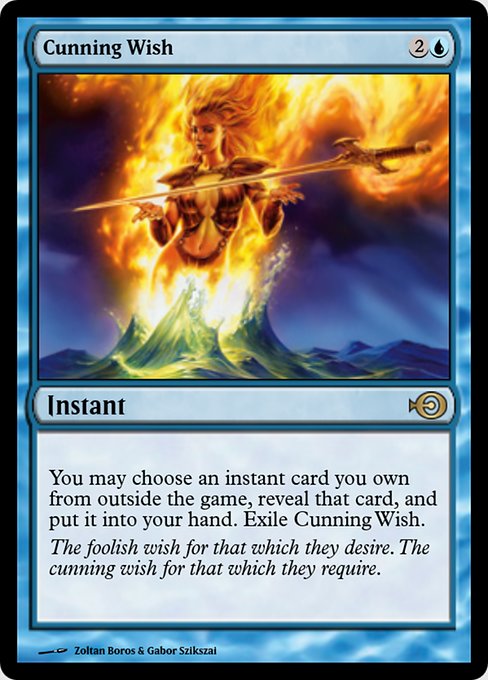 Cunning Wish 2
Instant
You may choose an instant card you own
from outside the game, reveal that card, and
put it into your hand. Exile Cunning Wish.
The foolish wish for that which they desire. The
cunning wish for that which they require.
Zoltan Boros & Gabor Szikszai